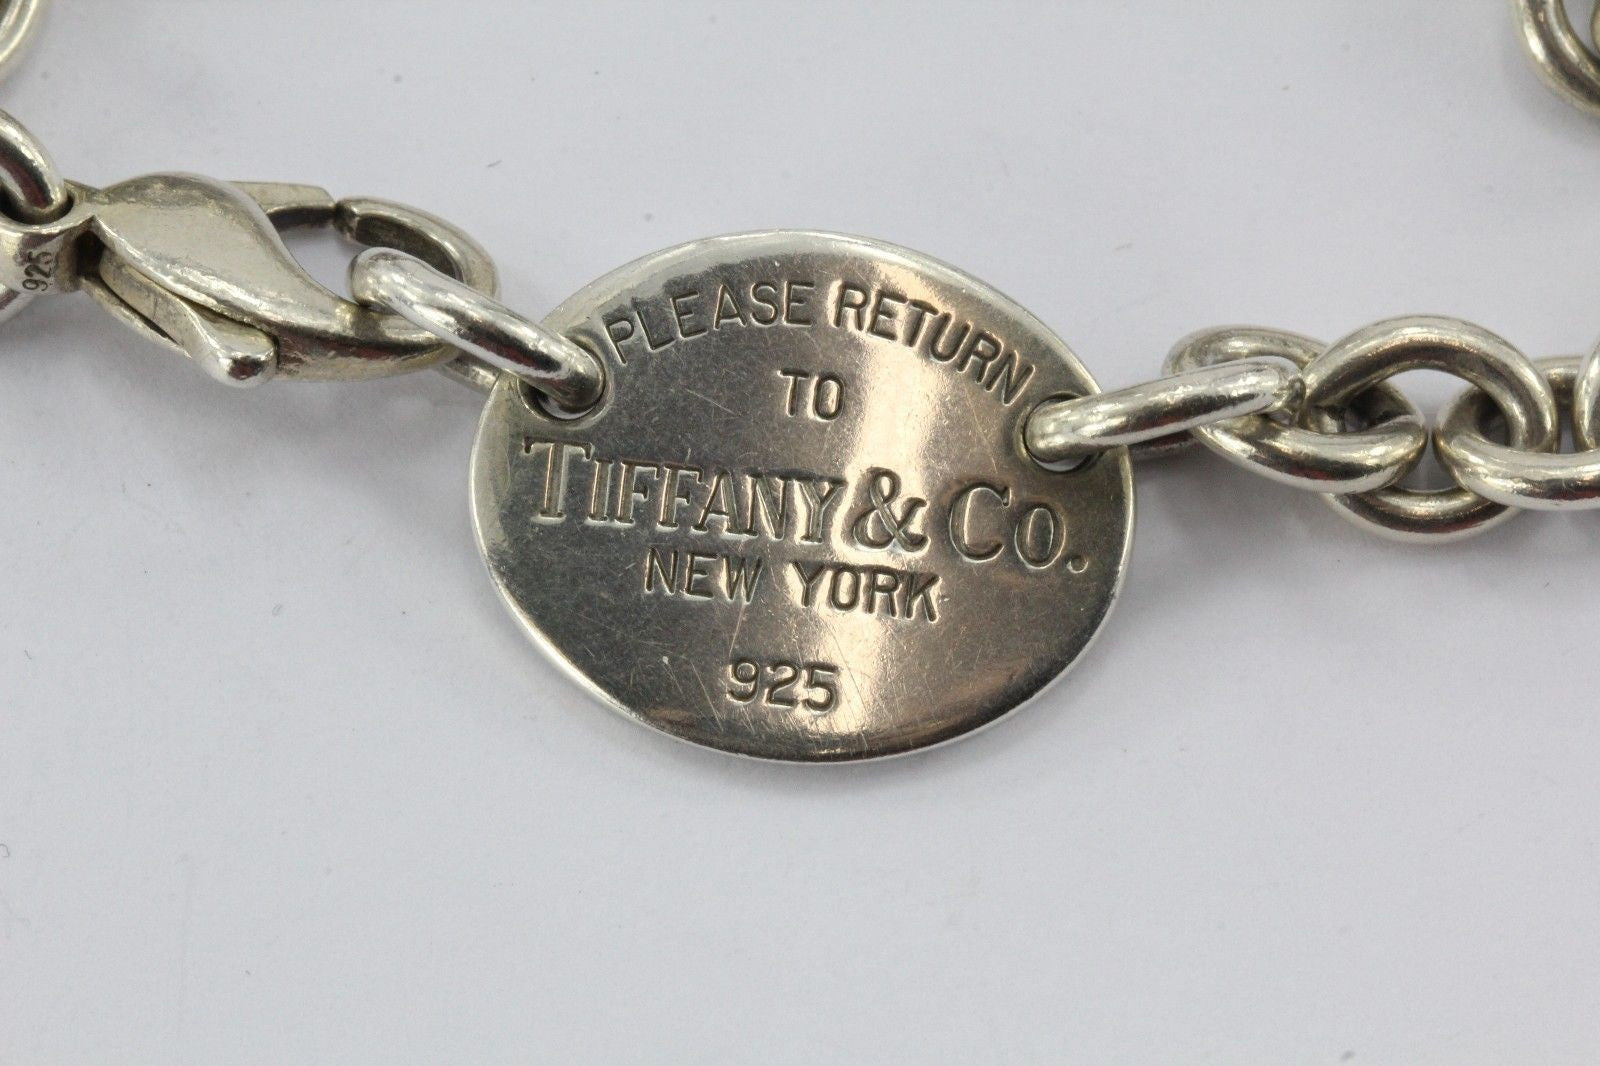 925
PLEASE RETURN
TO
TIFFANY & CO.
NEW YORK
925